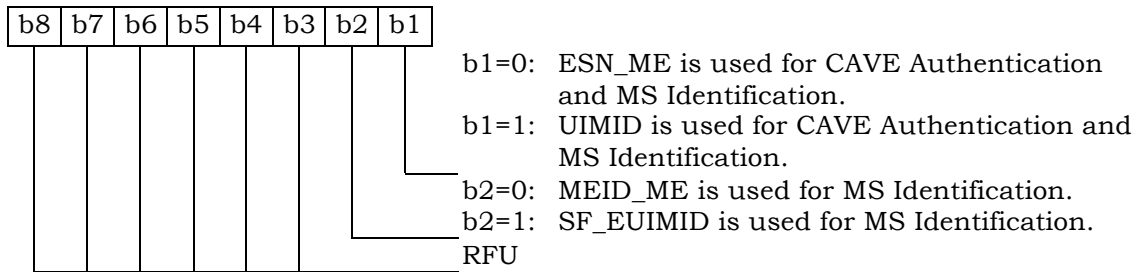 b8 b7 b6 b5 b4 b3 b2 b1
b1=0: ESN_ME is used for CAVE Authentication
and MS Identification.
b1=1: UIMID is used for CAVE Authentication and
MS Identification.
b2=0: MEID_ME is used for MS Identification.
b2=1: SF_EUIMID is used for MS Identification.
RFU